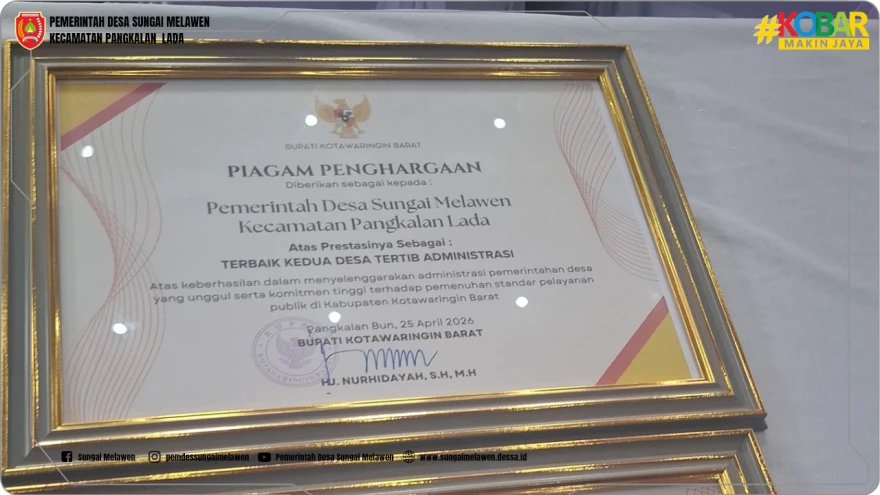 PEMERINTAH DESA SUNGAI MELAWEN
KECAMATAN PANGKALAN LADA
#KOBAR
MAKIN JAYA
BUPATI KOTAWARINGIN BARAT
PIAGAM PENGHARGAAN
Diberikan sebagai kepada :
Pemerintah Desa Sungai Melawen
Kecamatan Pangkalan Lada
Atas Prestasinya Sebagai :
TERBAIK KEDUA DESA TERTIB ADMINISTRASI
Atas keberhasilan dalam menyelenggarakan administrasi pemerintahan desa
yang unggul serta komitmen tinggi terhadap pemenuhan standar pelayanan
publik di Kabupaten Kotawaringin Barat
Pangkalan Bun, 25 April 2026
BUPATI KOTAWARINGIN BARAT
HJ. NURHIDAYAH, S.H, M.H
Sungai Melawen
pemdessungaimelawen
Pemerintah Desa Sungai Melawen
www.sungaimelawen.dessa.id